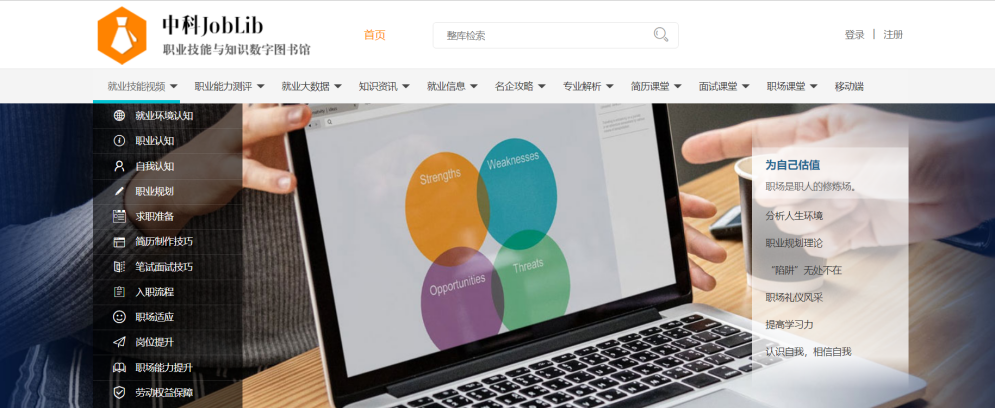 中科JobLib
职业技能与知识数字图书馆
首页
整库检索
登录 | 注册
就业技能视频 职业能力测评 就业大数据 知识资讯 就业信息 名企攻略 专业解析 简历课堂 面试课堂 职场课堂 移动端
就业环境认知
职业认知
自我认知
职业规划
求职准备
简历制作技巧
笔试面试技巧
入职流程
职场适应
岗位提升
职场能力提升
劳动权益保障
Strengths
Weaknesses
Opportunities
Threats
为自己估值
职场是职人的修炼场。
分析人生环境
职业规划理论
“陷阱”无处不在
职场礼仪风采
提高学习力
认识自我，相信自我